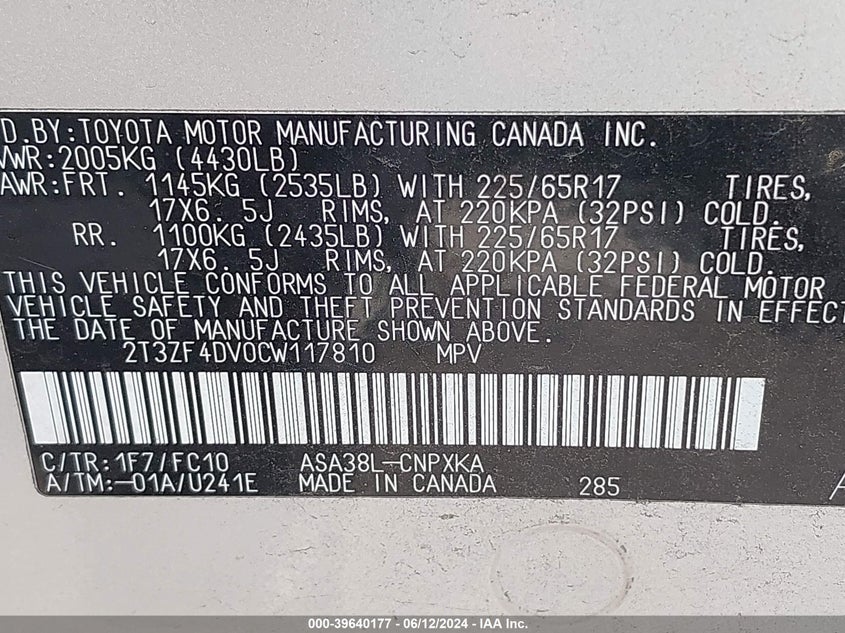 D. BY: TOYOTA MOTOR MANUFACTURING CANADA INC.
VWR: 2005KG (4430LB)
AWR: FRT. 1145KG (2535LB) WITH 225/65R17 TIRES,
17X6. 5J RIMS, AT 220KPA (32PSI) COLD.
RR. 1100KG (2435LB) WITH 225/65R17 TIRES,
17X6. 5J RIMS, AT 220KPA (32PSI) COLD.
THIS VEHICLE CONFORMS TO ALL APPLICABLE FEDERAL MOTOR
VEHICLE SAFETY AND THEFT PREVENTION STANDARDS IN EFFECT
THE DATE OF MANUFACTURE SHOWN ABOVE.
2T3ZF4DV0CW117810 MPV
C/TR: 1F7/FC10 ASA38L-CNPXKA
A/TM: -01A/U241E MADE IN CANADA 285 A
000-39640177 - 06/12/2024 - IAAI.COM